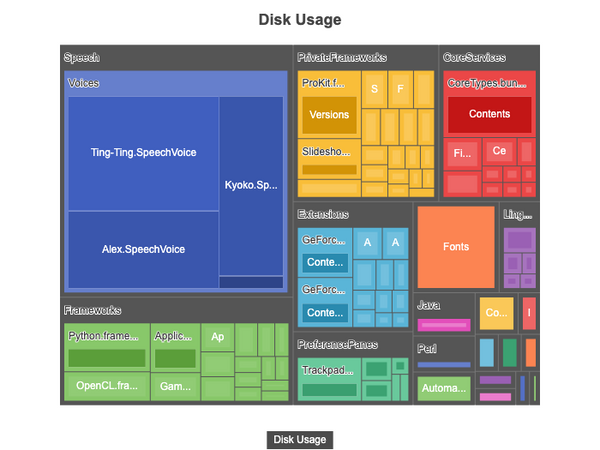 Disk Usage
Speech
Voices
Ting-Ting.SpeechVoice
Alex.SpeechVoice
Kyoko.Sp...
Frameworks
Python.frame...
OpenCL.fra...
Applic...
Gam...
Ap
PrivateFrameworks
ProKit.f...
Versions
Slidesho...
S
F
CoreServices
CoreTypes.bun...
Contents
Fi...
Ce
Extensions
GeForc...
Conte...
GeForc...
Conte...
A
A
PreferencePanes
Trackpad...
Fonts
Ling...
Java
Co...
I
Perl
Automa...
Disk Usage